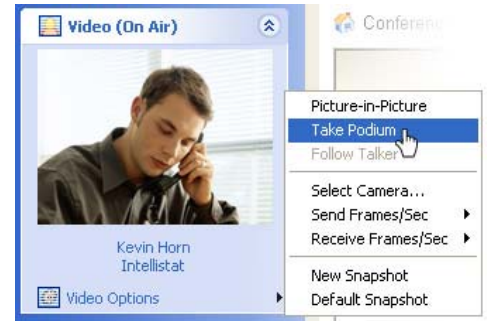 Video (On Air)
Kevin Horn
Intellistat
Video Options
Picture-in-Picture
Take Podium
Follow Talker
Select Camera...
Send Frames/Sec
Receive Frames/Sec
New Snapshot
Default Snapshot